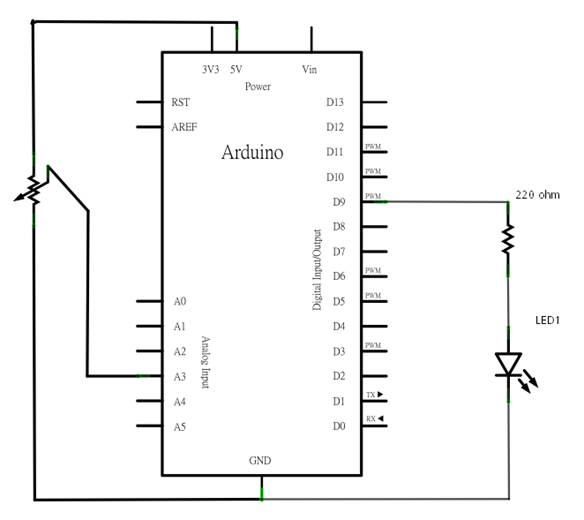 3V3 5V Vin
Power
RST D13
AREF D12
Arduino
D11 PWM
D10 PWM
220 ohm
D9 PWM
D8
D7
Digital Input/Output
D6 PWM
A0 D5 PWM
LED1
A1 D4
Analog Input
A2 D3 PWM
A3 D2
A4 D1 TX
A5 D0 RX
GND